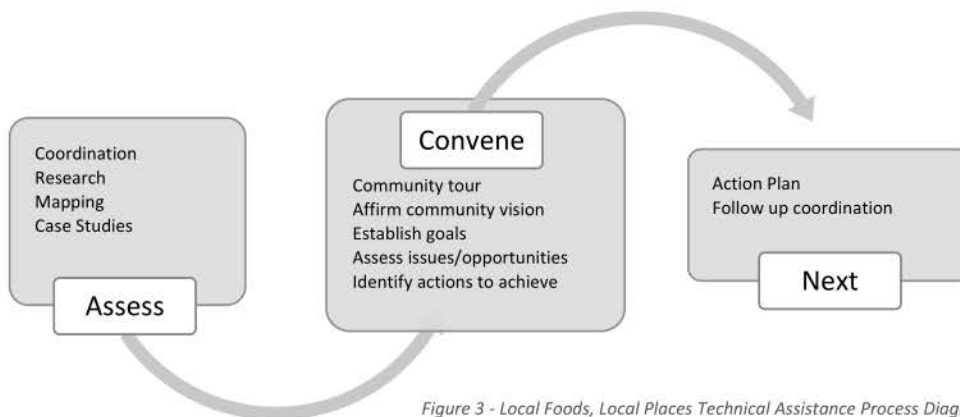 Coordination
Research
Mapping
Case Studies
Assess
Convene
Community tour
Affirm community vision
Establish goals
Assess issues/opportunities
Identify actions to achieve
Action Plan
Follow up coordination
Next
Figure 3 - Local Foods, Local Places Technical Assistance Process Diag